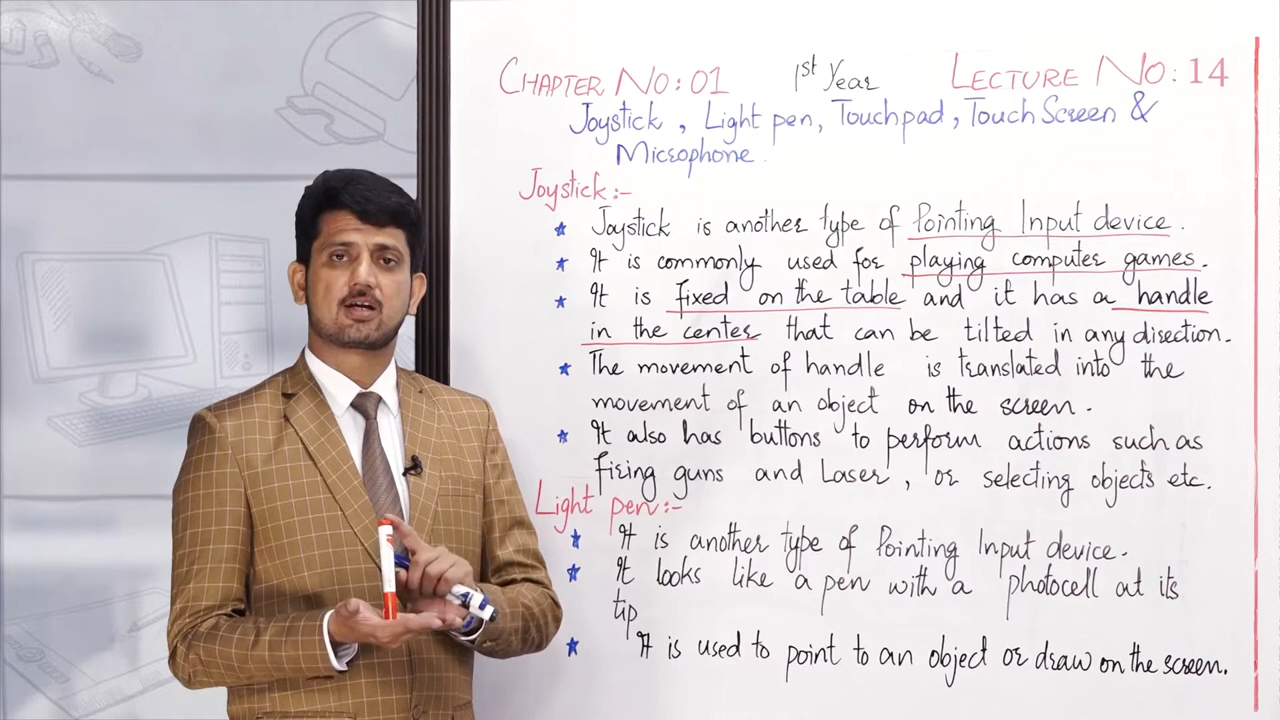 CHAPTER NO: 01 1st Year LECTURE NO: 14
Joystick, Light pen, Touchpad, Touch Screen &
Microphone.
Joystick:-
★ Joystick is another type of Pointing Input device.
★ It is commonly used for playing computer games.
★ It is fixed on the table and it has a handle
in the center that can be tilted in any direction.
★ The movement of handle is translated into the
movement of an object on the screen.
★ It also has buttons to perform actions such as
firing guns and Laser, or selecting objects etc.
Light pen:-
★ It is another type of Pointing Input device.
★ It looks like a pen with a photocell at its
tip
★ It is used to point to an object or draw on the screen.